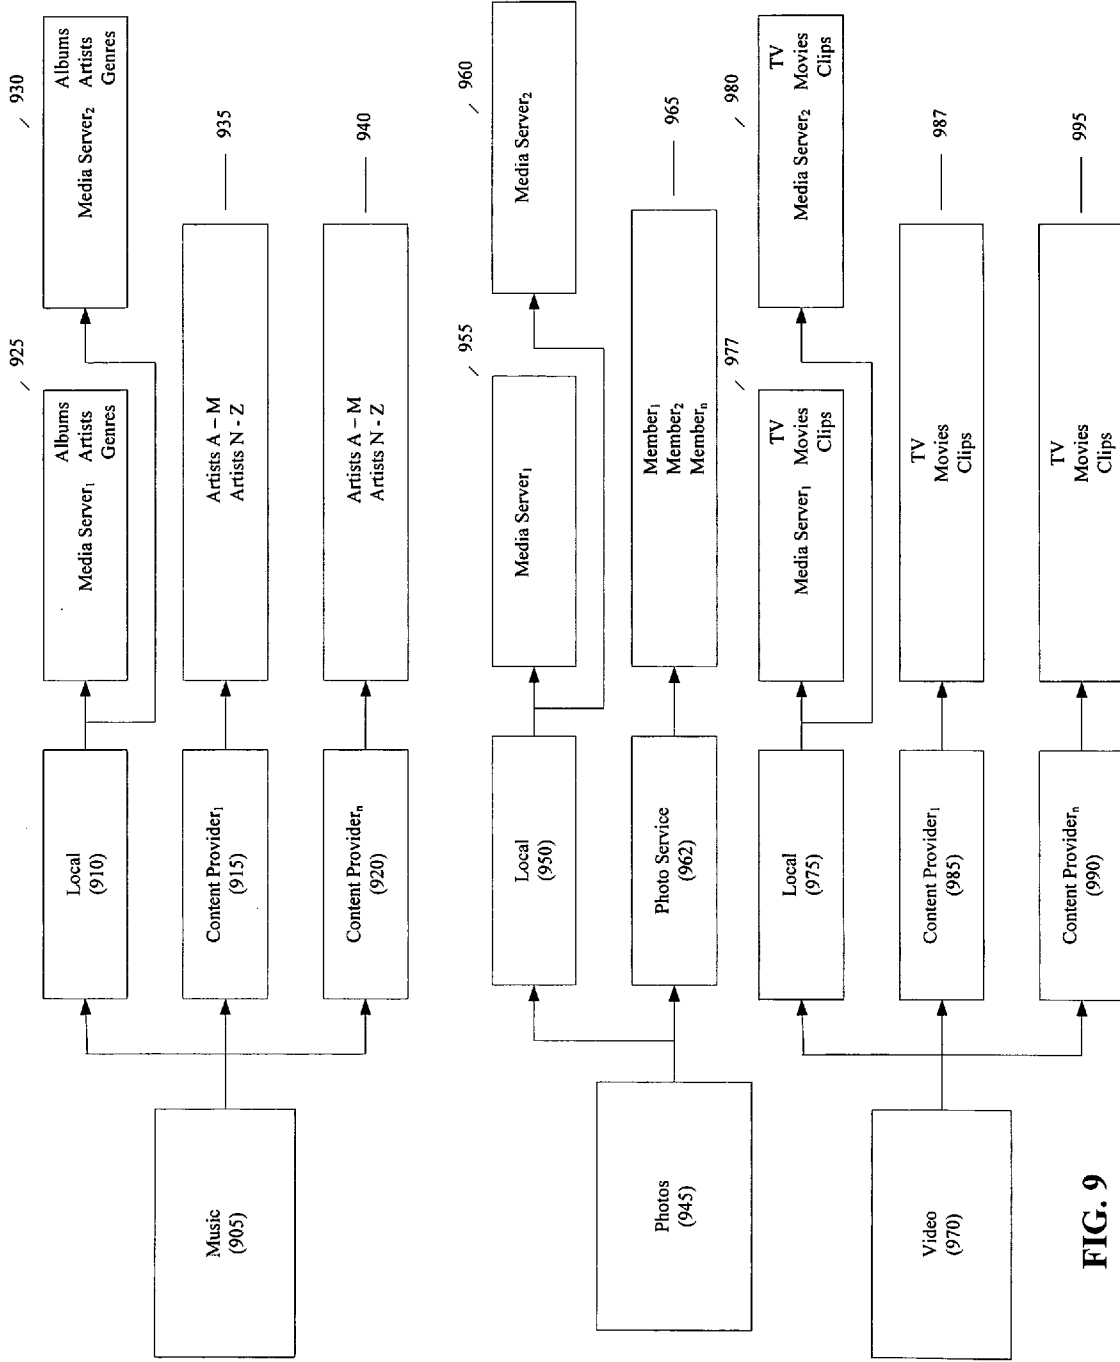 Music
(905)
Local
(910)
Media Server₁
Albums
Artists
Genres
925
Media Server₂
Albums
Artists
Genres
930
Content Provider₁
(915)
Artists A – M
Artists N - Z
935
Content Providerₙ
(920)
Artists A – M
Artists N - Z
940
Photos
(945)
Local
(950)
Media Server₁
955
Media Server₂
960
Photo Service
(962)
Member₁
Member₂
Memberₙ
965
Video
(970)
Local
(975)
Media Server₁
TV
Movies
Clips
977
Media Server₂
TV
Movies
Clips
980
Content Provider₁
(985)
TV
Movies
Clips
987
Content Providerₙ
(990)
TV
Movies
Clips
995
FIG. 9